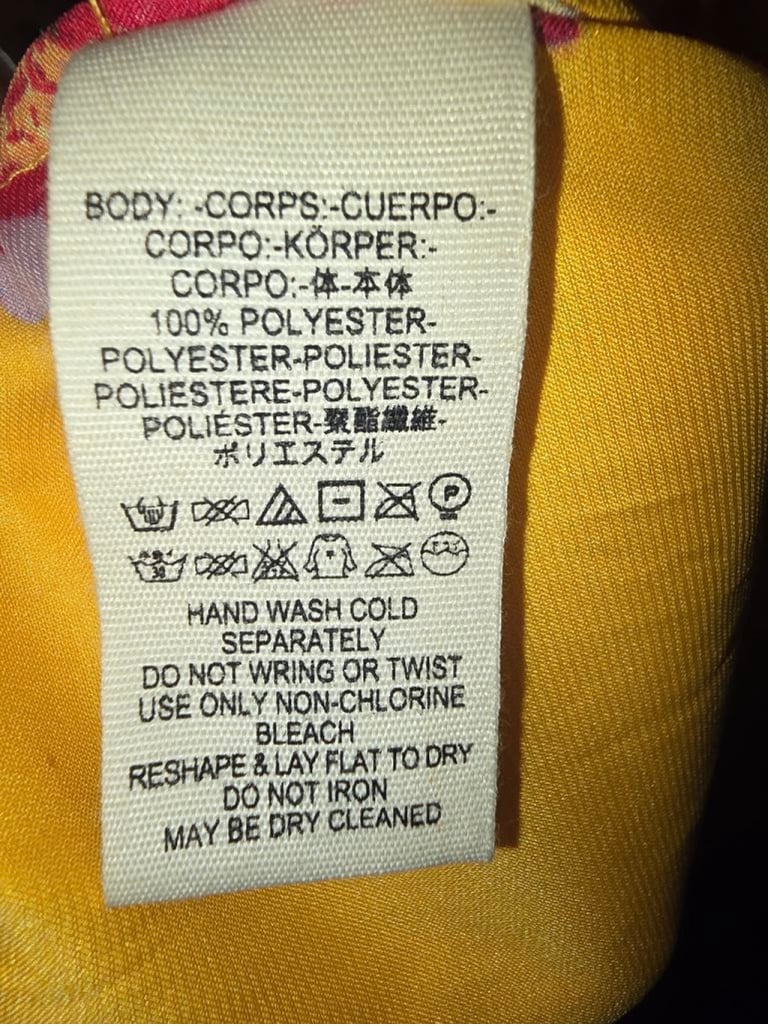 BODY: -CORPS:-CUERPO:-
CORPO:-KÖRPER:-
CORPO:-体-本体
100% POLYESTER-
POLYESTER-POLIESTER-
POLIESTERE-POLYESTER-
POLIÉSTER-聚酯纖維-
ポリエステル
P
30
HAND WASH COLD
SEPARATELY
DO NOT WRING OR TWIST
USE ONLY NON-CHLORINE
BLEACH
RESHAPE & LAY FLAT TO DRY
DO NOT IRON
MAY BE DRY CLEANED